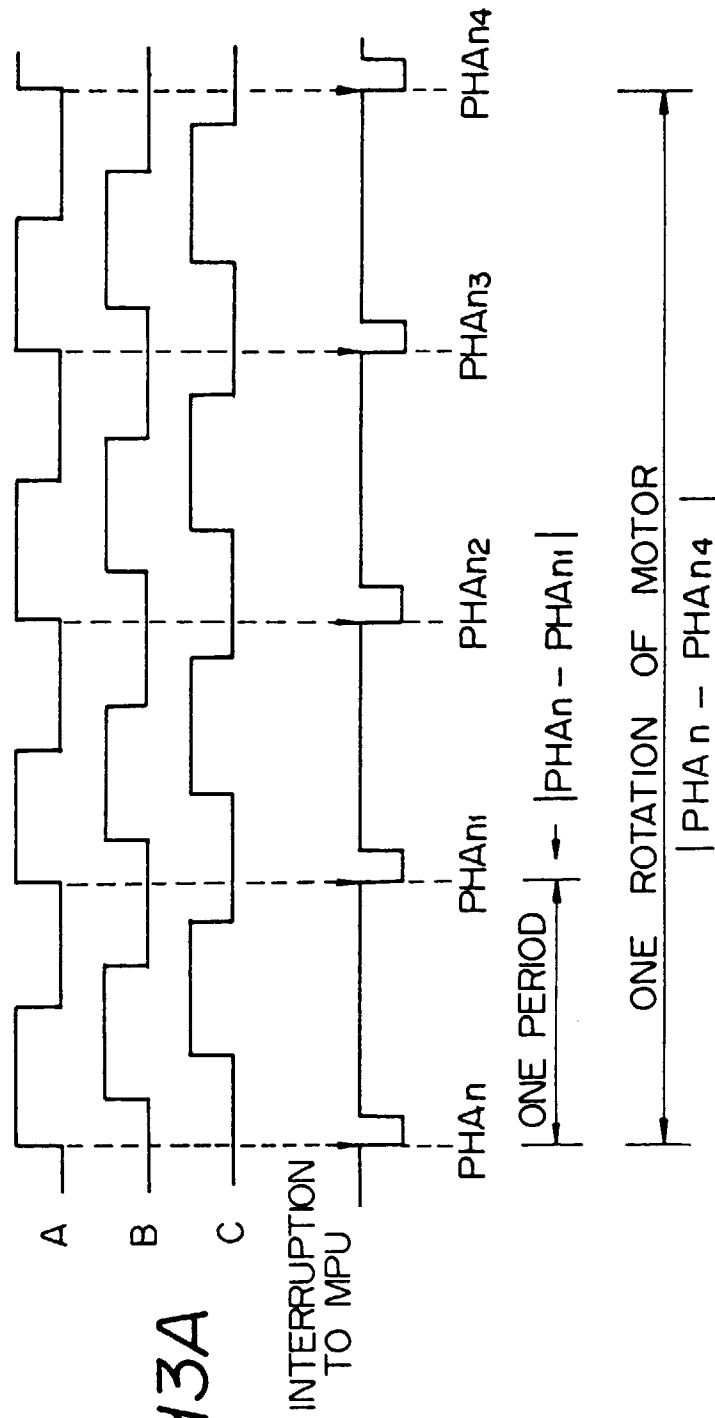 13A
A
B
C
INTERRUPTION
TO MPU
PHAn
PHAn1
PHAn2
PHAn3
PHAn4
ONE PERIOD
|PHAn - PHAn1|
ONE ROTATION OF MOTOR
|PHAn - PHAn4|